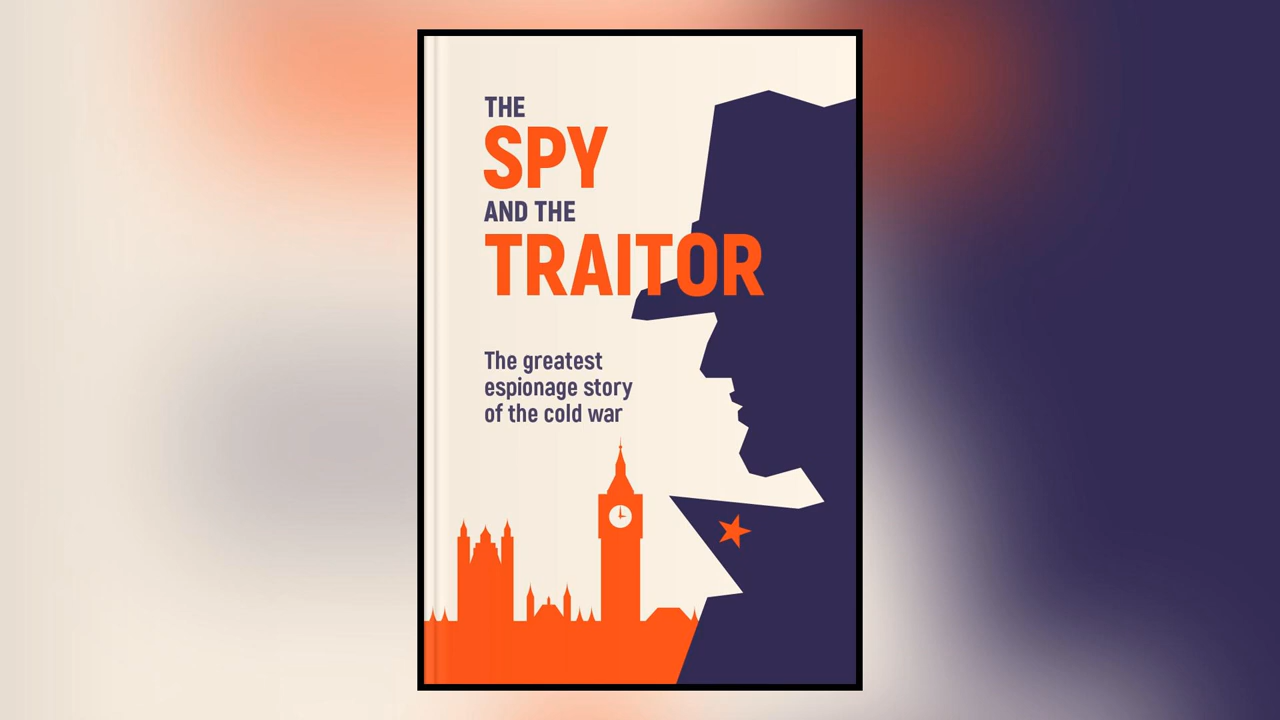 THE
SPY
AND THE
TRAITOR
The greatest
espionage story
of the cold war